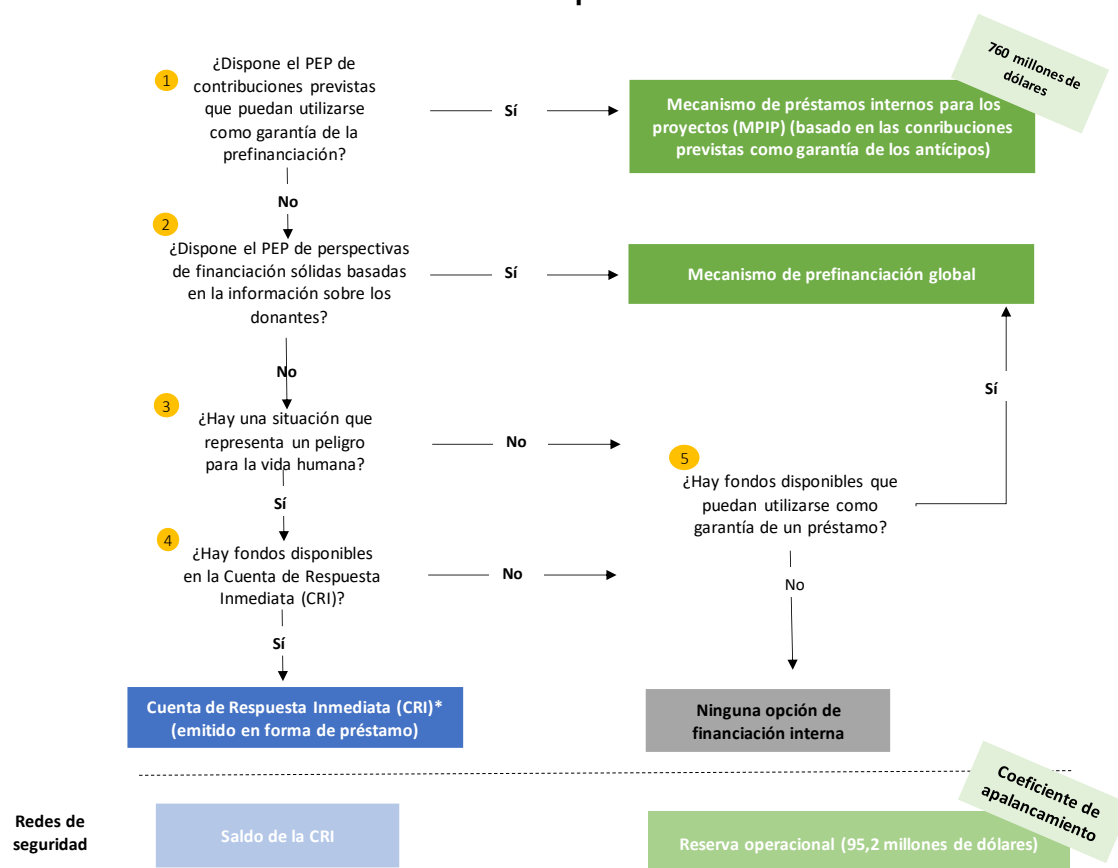 760 millones de
dólares
1
¿Dispone el PEP de
contribuciones previstas
que puedan utilizarse
como garantía de la
prefinanciación?
Sí
Mecanismo de préstamos internos para los
proyectos (MPIP) (basado en las conribuciones
previstas como garantía de los antícipos)
No
2
¿Dispone el PEP de perspectivas
de financiación sólidas basadas
en la información sobre los
donantes?
Sí
Mecanismo de prefinanciación global
No
3
¿Hay una situación que
representa un peligro
para la vida humana?
No
Sí
5
¿Hay fondos disponibles que
puedan utilizarse como
garantía de un préstamo?
Sí
4
¿Hay fondos disponibles
en la Cuenta de Respuesta
Inmediata (CRI)?
No
No
Sí
Cuenta de Respuesta Inmediata (CRI)*
(emitido en forma de préstamo)
Ninguna opción de
financiación interna
Coeficiente de
apalancamiento
Redes de
seguridad
Saldo de la CRI
Reserva operacional (95,2 millones de dólares)